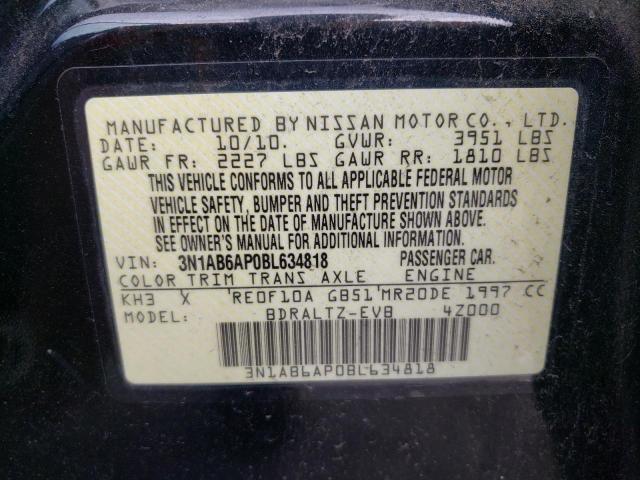 MANUFACTURED BY NISSAN MOTOR CO., LTD.
DATE: 10/10. GVWR: 3951 LBS
GAWR FR: 2227 LBS GAWR RR: 1810 LBS
THIS VEHICLE CONFORMS TO ALL APPLICABLE FEDERAL MOTOR
VEHICLE SAFETY, BUMPER AND THEFT PREVENTION STANDARDS
IN EFFECT ON THE DATE OF MANUFACTURE SHOWN ABOVE.
SEE OWNER'S MANUAL FOR ADDITIONAL INFORMATION.
VIN: 3N1AB6AP0BL634818 PASSENGER CAR.
COLOR TRIM TRANS AXLE ENGINE
KH3 X 'RE0F10A GB51'MR20DE 1997 CC
BDRALTZ-EVB 4Z000
3N1AB6AP0BL634818